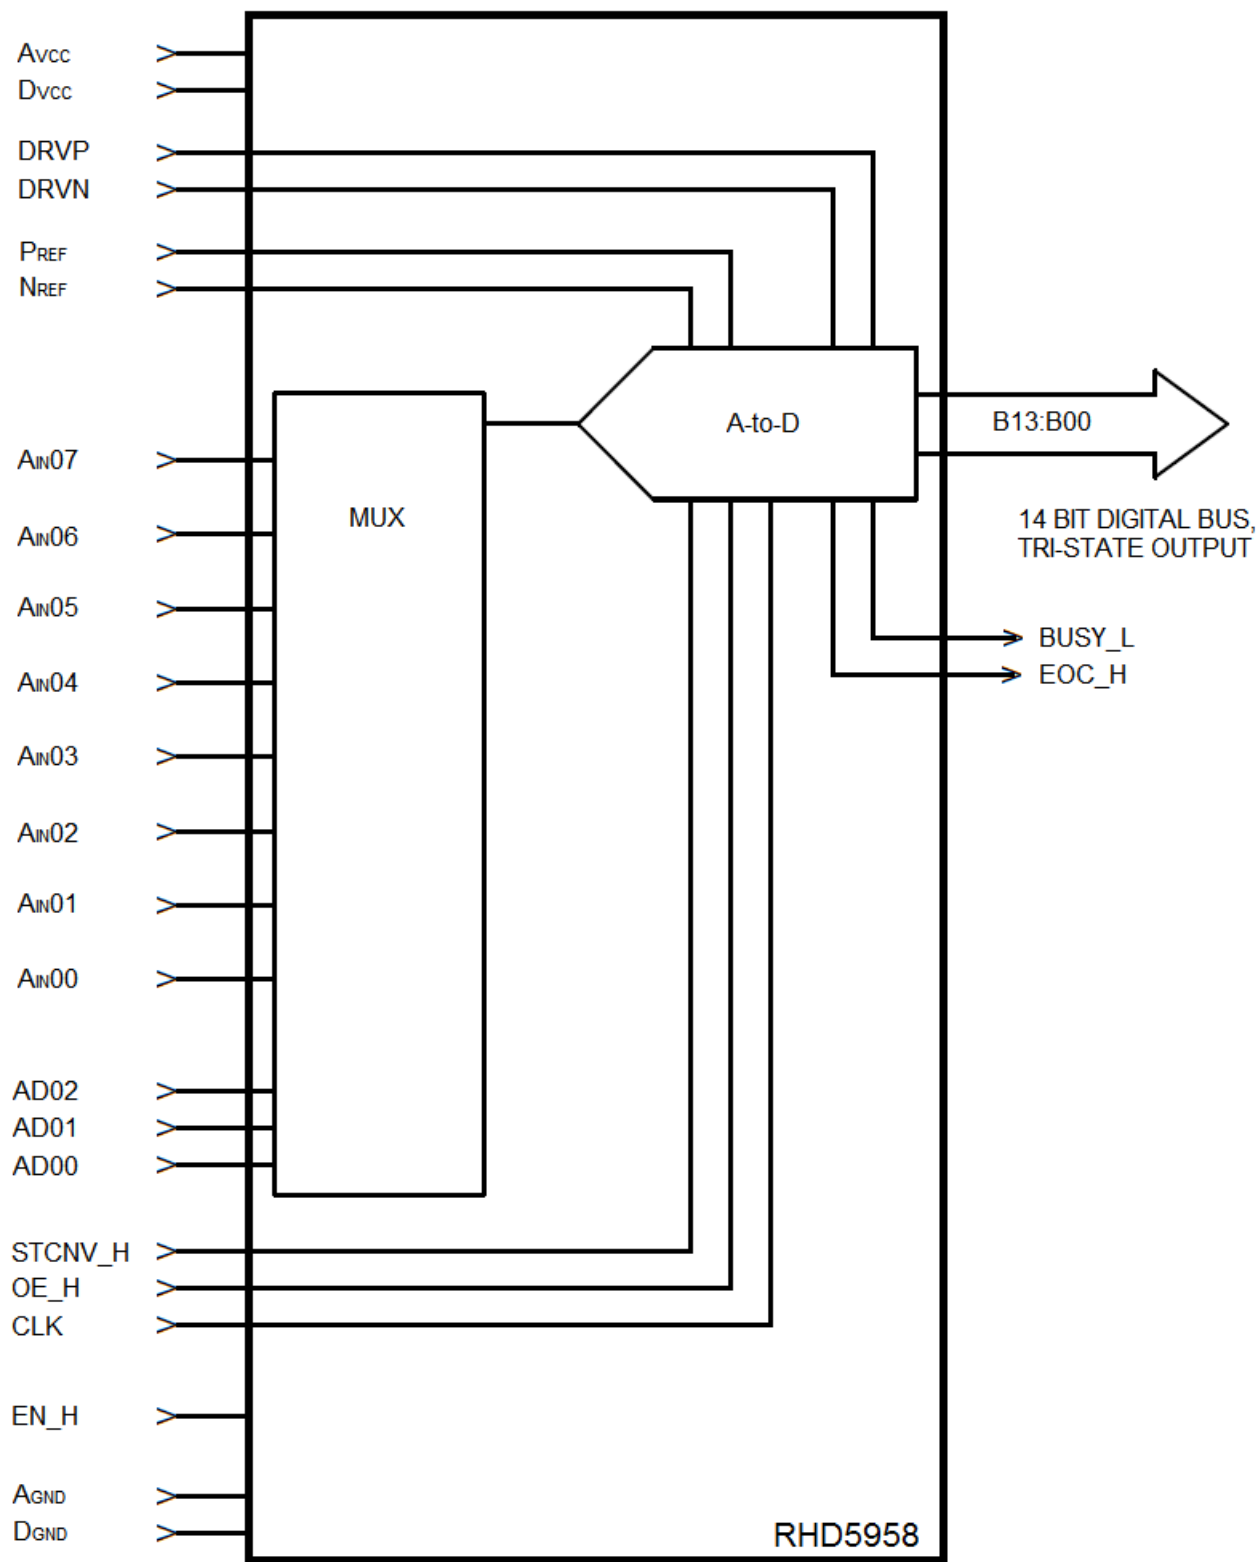 AVCC
DVCC
DRVP
DRVN
PREF
NREF
A-to-D
B13:B00
AIN07
MUX
14 BIT DIGITAL BUS,
TRI-STATE OUTPUT
AIN06
AIN05
BUSY_L
EOC_H
AIN04
AIN03
AIN02
AIN01
AIN00
AD02
AD01
AD00
STCNV_H
OE_H
CLK
EN_H
AGND
DGND
RHD5958